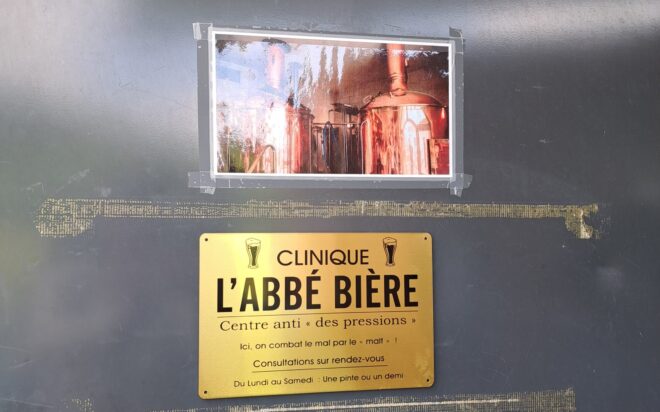 CLINIQUE
L'ABBÉ BIÈRE
Centre anti « des pressions »
Ici, on combat le mal par le « malt » !
Consultations sur rendez-vous
Du Lundi au Samedi : Une pinte ou un demi